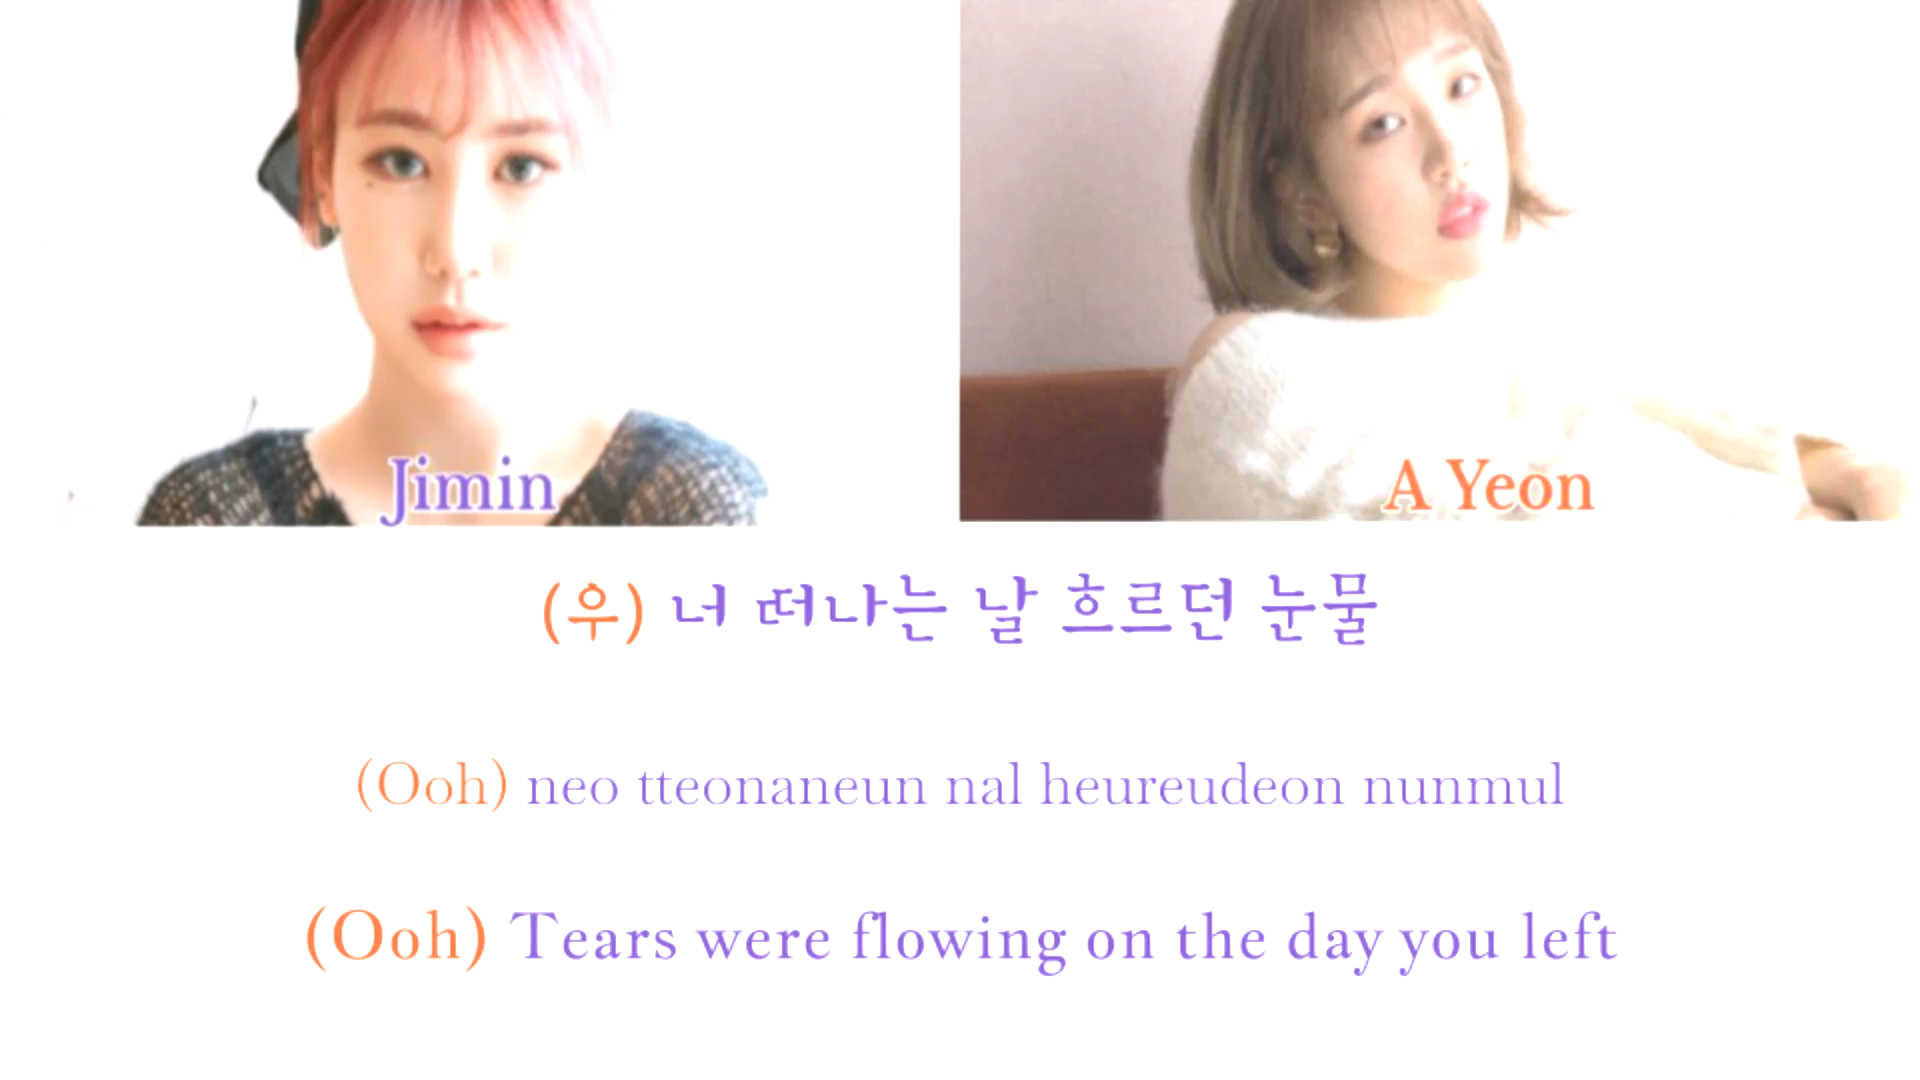 Jimin
A Yeon
(우) 너 떠나는 날 흐르던 눈물
(Ooh) neo tteonaneun nal heureudeon nunmul
(Ooh) Tears were flowing on the day you left